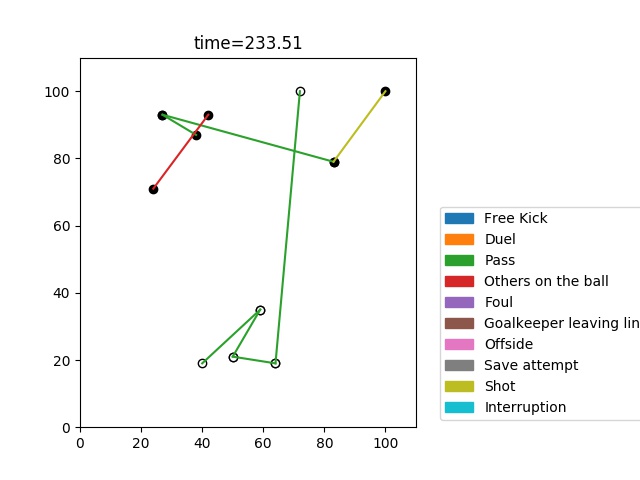 time=233.51
100
80
60
40
20
0
0 20 40 60 80 100
Free Kick
Duel
Pass
Others on the ball
Foul
Goalkeeper leaving lin
Offside
Save attempt
Shot
Interruption